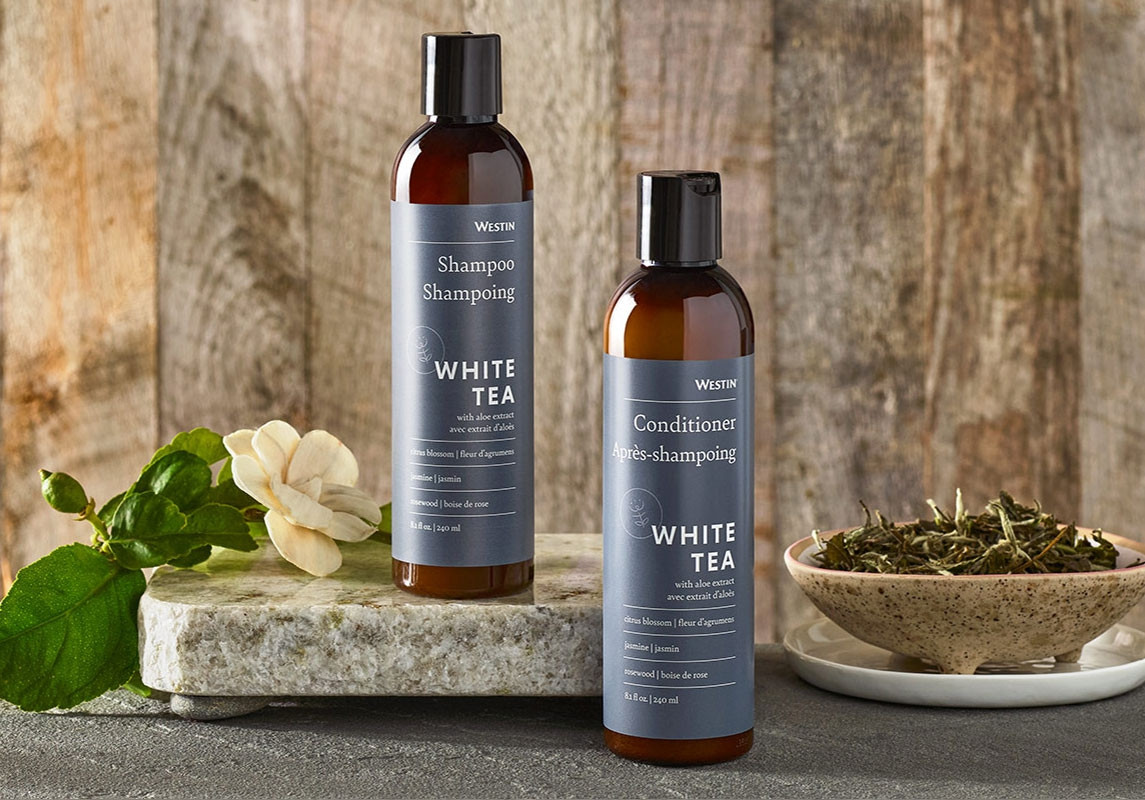 WESTIN
Shampoo
Shampoing
WHITE
TEA
with aloe extract
avec extrait d'aloès
citrus blossom | fleur d'agrumens
jasmine | jasmin
rosewood | boise de rose
8.1 fl oz. | 240 ml
WESTIN
Conditioner
Après-shampoing
WHITE
TEA
with aloe extract
avec extrait d'aloès
citrus blossom | fleur d'agrumens
jasmine | jasmin
rosewood | boise de rose
8.1 fl oz. | 240 ml